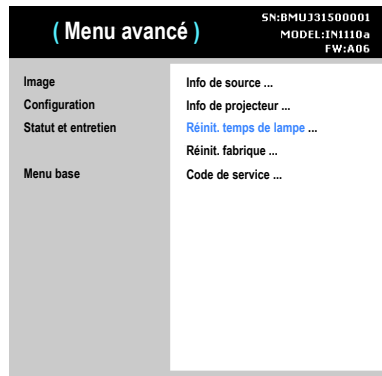 ( Menu avancé )
SN:BMUJ31500001
MODEL:IN1110a
FW:A06
Image
Configuration
Statut et entretien
Menu base
Info de source ...
Info de projecteur ...
Réinit. temps de lampe ...
Réinit. fabrique ...
Code de service ...